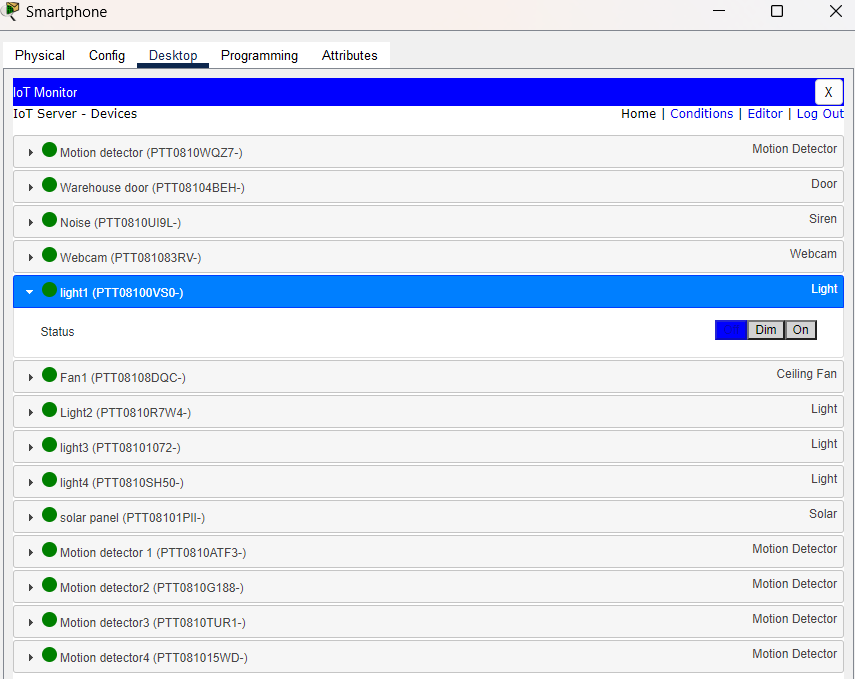 Smartphone
Physical Config Desktop Programming Attributes
IoT Monitor X
IoT Server - Devices Home | Conditions | Editor | Log Out
Motion detector (PTT0810WQZ7-) Motion Detector
Warehouse door (PTT08104BEH-) Door
Noise (PTT0810UI9L-) Siren
Webcam (PTT081083RV-) Webcam
light1 (PTT08100VS0-) Light
Status Dim On
Fan1 (PTT08108DQC-) Ceiling Fan
Light2 (PTT0810R7W4-) Light
light3 (PTT08101072-) Light
light4 (PTT0810SH50-) Light
solar panel (PTT08101PII-) Solar
Motion detector 1 (PTT0810ATF3-) Motion Detector
Motion detector2 (PTT0810G188-) Motion Detector
Motion detector3 (PTT0810TUR1-) Motion Detector
Motion detector4 (PTT081015WD-) Motion Detector